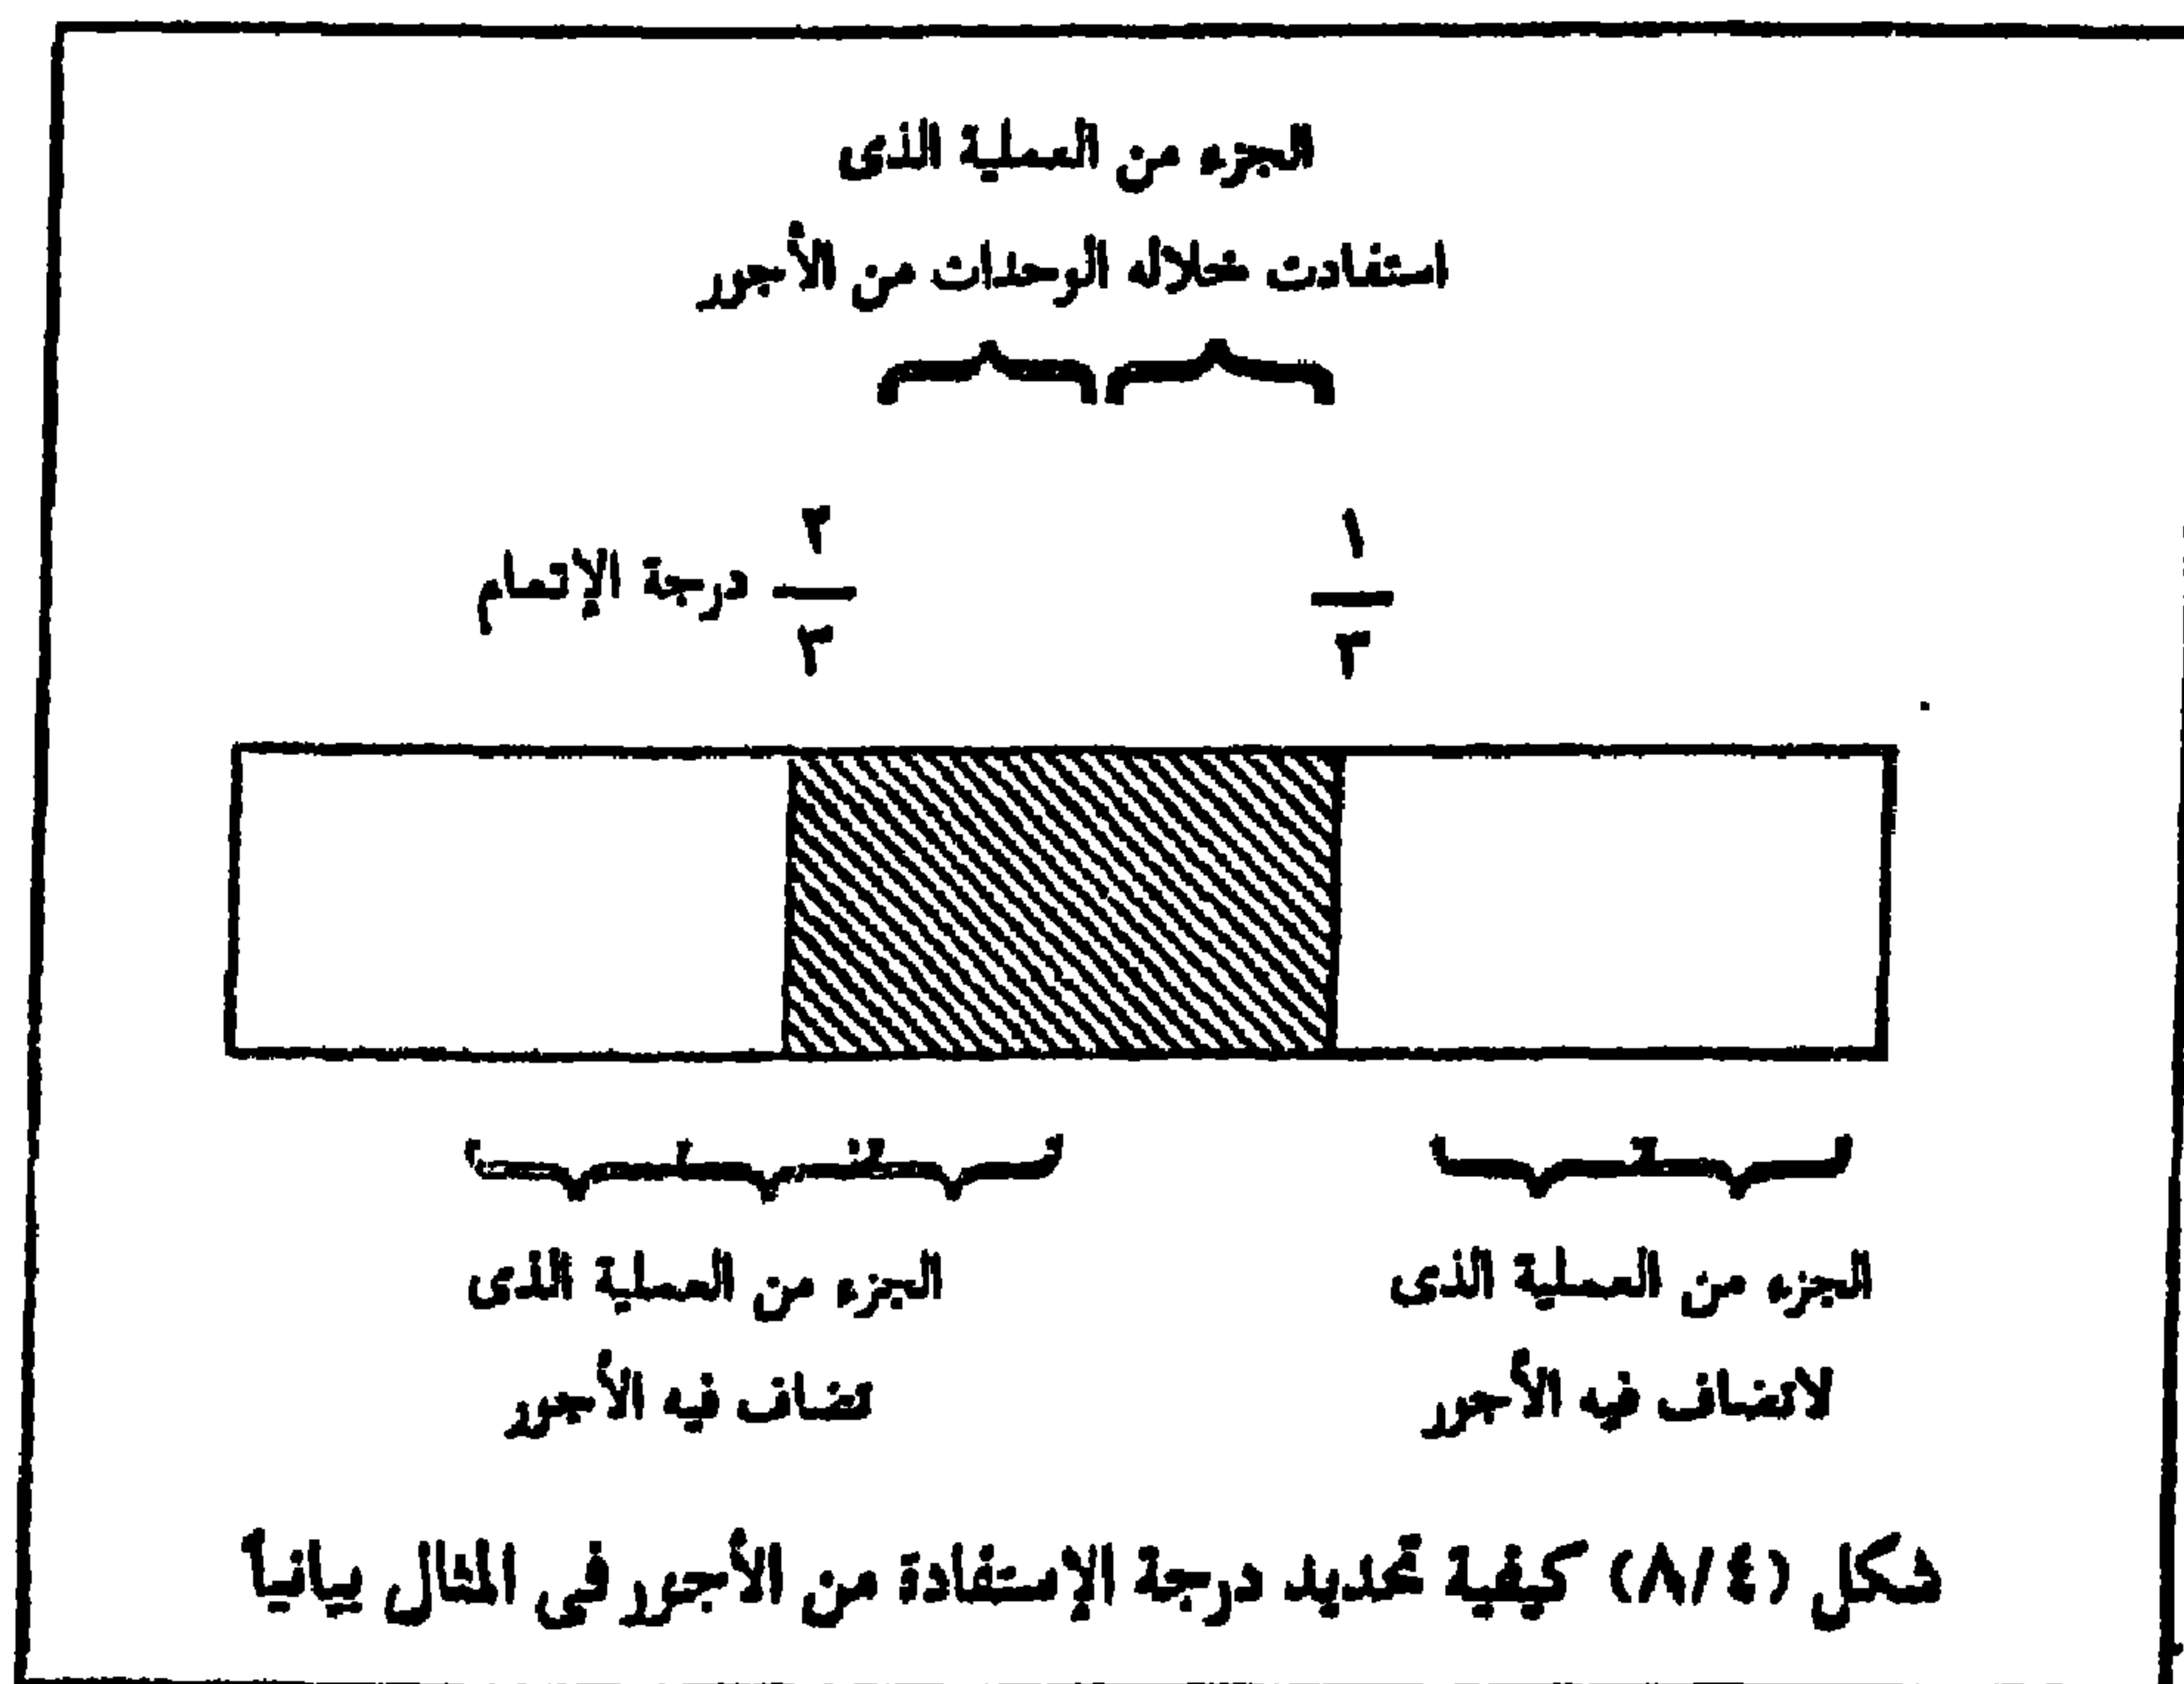 الجزء من العملية الذى
استفادت خلاله الوحدات من الأجور
١/٣
٢/٣ درجة الإتمام
الجزء من العملية الذى
لاتضاف فيه الأجور
الجزء من العملية الذى
تضاف فيه الأجور
شكل (٨/٤) كيفية تحديد درجة الاستفادة من الأجور فى المثال بيانياً